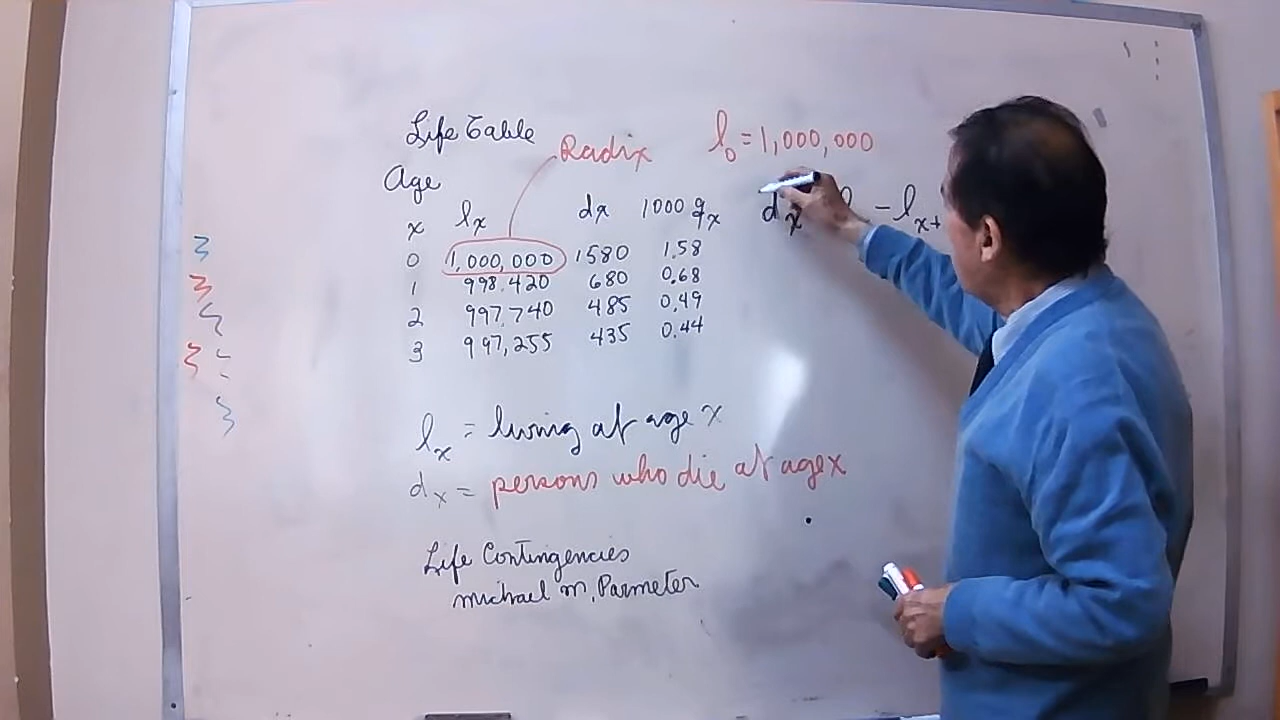 Life Table
Radix
l₀ = 1,000,000
Age
x lx dx 1000 qx
dx l - lx+
0 1,000,000 1580 1.58
1 998,420 680 0.68
2 997,740 485 0.49
3 997,255 435 0.44
lx = living at age x
dx = persons who die at age x
Life Contingencies
Michael M. Parmeter